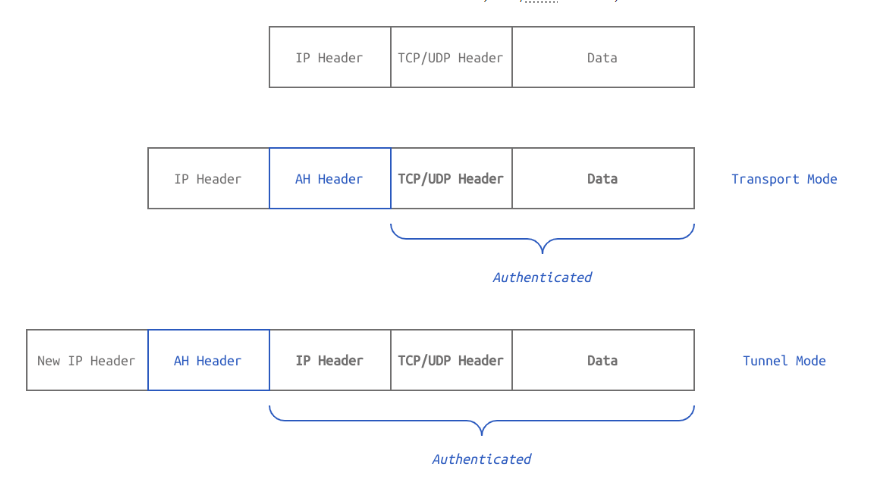 IP Header TCP/UDP Header Data
IP Header AH Header TCP/UDP Header Data Transport Mode
Authenticated
New IP Header AH Header IP Header TCP/UDP Header Data Tunnel Mode
Authenticated